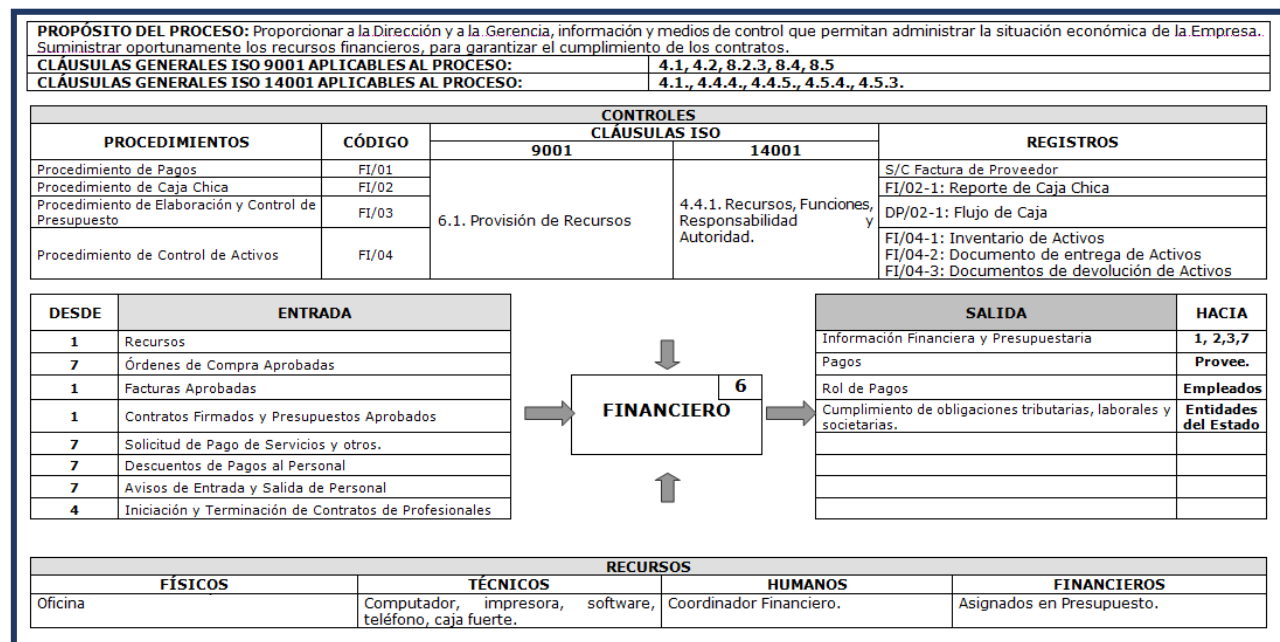 PROPÓSITO DEL PROCESO: Proporcionar a la Dirección y a la Gerencia, información y medios de control que permitan administrar la situación económica de la Empresa.
Suministrar oportunamente los recursos financieros, para garantizar el cumplimiento de los contratos.
CLÁUSULAS GENERALES ISO 9001 APLICABLES AL PROCESO: 4.1, 4.2, 8.2.3, 8.4, 8.5
CLÁUSULAS GENERALES ISO 14001 APLICABLES AL PROCESO: 4.1., 4.4.4., 4.4.5., 4.5.4., 4.5.3.
CONTROLES
PROCEDIMIENTOS CÓDIGO CLÁUSULAS ISO REGISTROS
9001 14001
Procedimiento de Pagos FI/01 S/C Factura de Proveedor
Procedimiento de Caja Chica FI/02 FI/02-1: Reporte de Caja Chica
Procedimiento de Elaboración y Control de
Presupuesto FI/03 DP/02-1: Flujo de Caja
6.1. Provisión de Recursos
4.4.1. Recursos, Funciones,
Responsabilidad y
Autoridad.
Procedimiento de Control de Activos FI/04
FI/04-1: Inventario de Activos
FI/04-2: Documento de entrega de Activos
FI/04-3: Documentos de devolución de Activos
DESDE ENTRADA
1 Recursos
7 Órdenes de Compra Aprobadas
1 Facturas Aprobadas
1 Contratos Firmados y Presupuestos Aprobados
7 Solicitud de Pago de Servicios y otros.
7 Descuentos de Pagos al Personal
7 Avisos de Entrada y Salida de Personal
4 Iniciación y Terminación de Contratos de Profesionales
6
FINANCIERO
SALIDA HACIA
Información Financiera y Presupuestaria 1, 2,3,7
Pagos Provee.
Rol de Pagos Empleados
Cumplimiento de obligaciones tributarias, laborales y Entidades
societarias. del Estado
RECURSOS
FÍSICOS TÉCNICOS HUMANOS FINANCIEROS
Oficina Computador, impresora, software, Coordinador Financiero. Asignados en Presupuesto.
teléfono, caja fuerte.